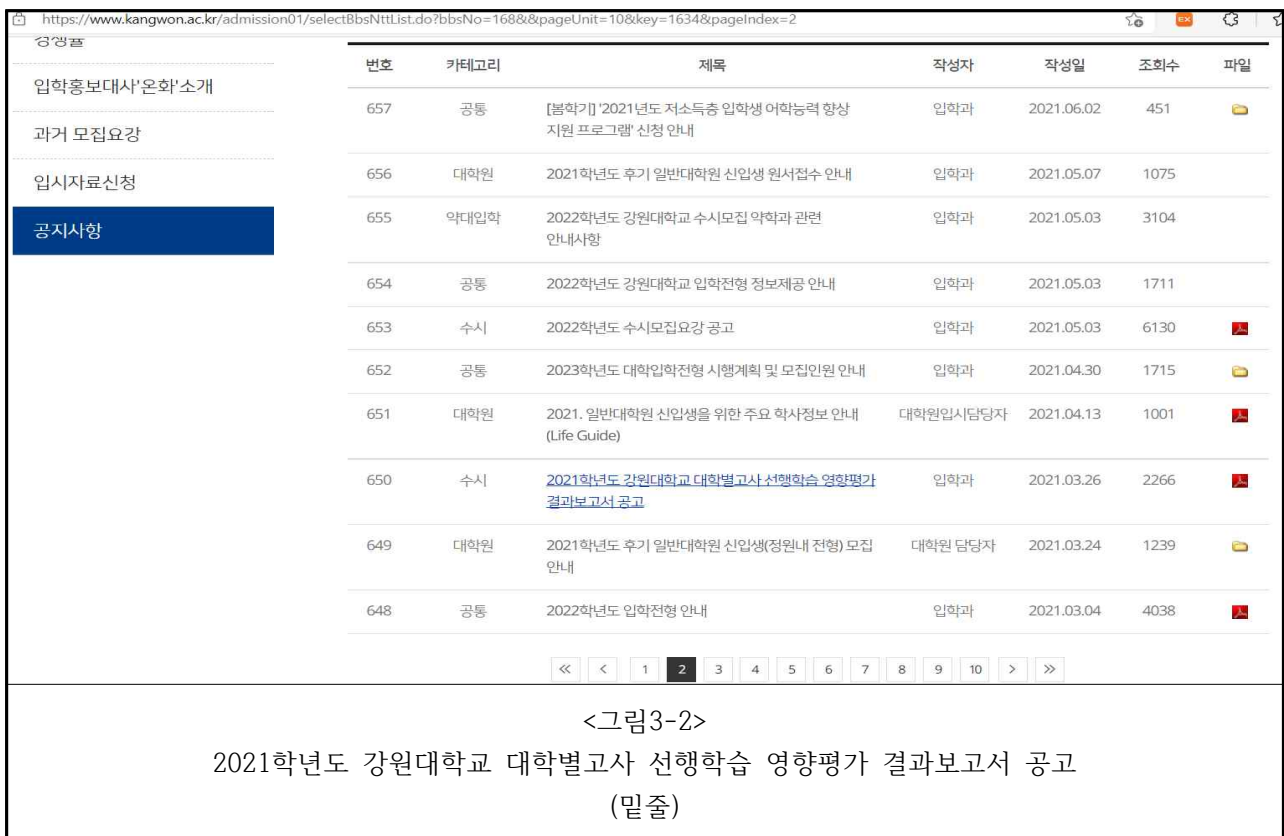 https://www.kangwon.ac.kr/admission01/selectBbsNttList.do?bbsNo=168&&pageUnit=10&key=1634&pageIndex=2
경쟁률
입학홍보대사'온화'소개
과거 모집요강
입시자료신청
공지사항
번호 카테고리 제목 작성자 작성일 조회수 파일
657 공통 [봄학기] '2021년도 저소득층 입학생 어학능력 향상 입학과 2021.06.02 451
지원 프로그램' 신청 안내
656 대학원 2021학년도 후기 일반대학원 신입생 원서접수 안내 입학과 2021.05.07 1075
655 약대입학 2022학년도 강원대학교 수시모집 약학과 관련 입학과 2021.05.03 3104
안내사항
654 공통 2022학년도 강원대학교 입학전형 정보제공 안내 입학과 2021.05.03 1711
653 수시 2022학년도 수시모집요강 공고 입학과 2021.05.03 6130
652 공통 2023학년도 대학입학전형 시행계획 및 모집인원 안내 입학과 2021.04.30 1715
651 대학원 2021. 일반대학원 신입생을 위한 주요 학사정보 안내 대학원입시담당자 2021.04.13 1001
(Life Guide)
650 수시 2021학년도 강원대학교 대학별고사 선행학습 영향평가 입학과 2021.03.26 2266
결과보고서 공고
649 대학원 2021학년도 후기 일반대학원 신입생(정원내 전형) 모집 대학원 담당자 2021.03.24 1239
안내
648 공통 2022학년도 입학전형 안내 입학과 2021.03.04 4038
≪ < 1 2 3 4 5 6 7 8 9 10 > ≫
<그림3-2>
2021학년도 강원대학교 대학별고사 선행학습 영향평가 결과보고서 공고
(밑줄)